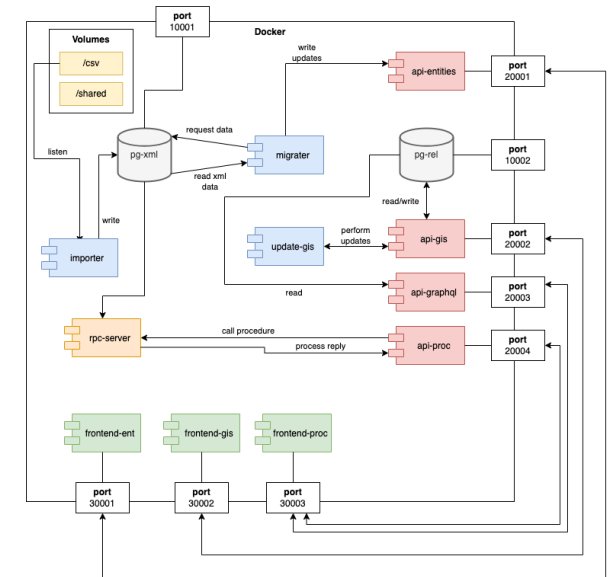 port
10001
Docker
Volumes
/csv
/shared
write
updates
api-entities
port
20001
request data
pg-xml
migrater
pg-rel
port
10002
listen
read xml
data
read/write
write
importer
update-gis
perform
updates
api-gis
port
20002
read
api-graphql
port
20003
rpc-server
call procedure
process reply
api-proc
port
20004
frontend-ent
frontend-gis
frontend-proc
port
30001
port
30002
port
30003